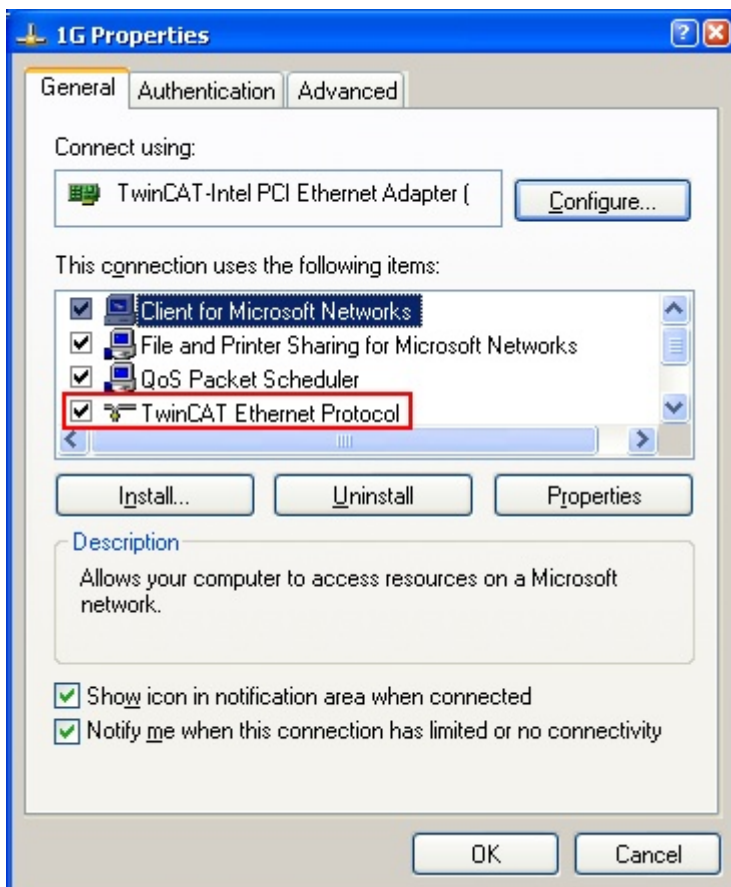 1G Properties
General
Authentication
Advanced
Connect using:
TwinCAT-Intel PCI Ethernet Adapter (
Configure...
This connection uses the following items:
Client for Microsoft Networks
File and Printer Sharing for Microsoft Networks
QoS Packet Scheduler
TwinCAT Ethernet Protocol
Install...
Uninstall
Properties
Description
Allows your computer to access resources on a Microsoft
network.
Show icon in notification area when connected
Notify me when this connection has limited or no connectivity
OK
Cancel